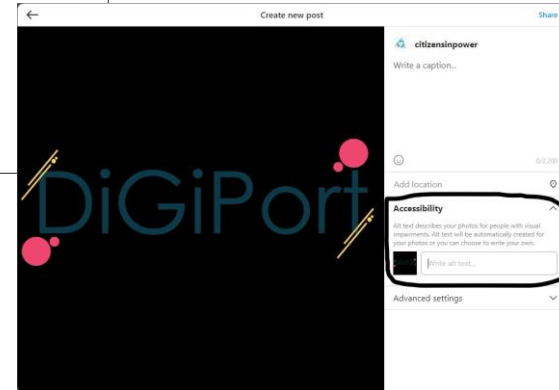 Create new post
Share
DiGiPort
citizensinpower
Write a caption...
0/2,200
Add location
Accessibility
Alt text describes your photos for people with visual
impairments. Alt text will be automatically created for
your photos or you can choose to write your own.
Write alt text...
Advanced settings